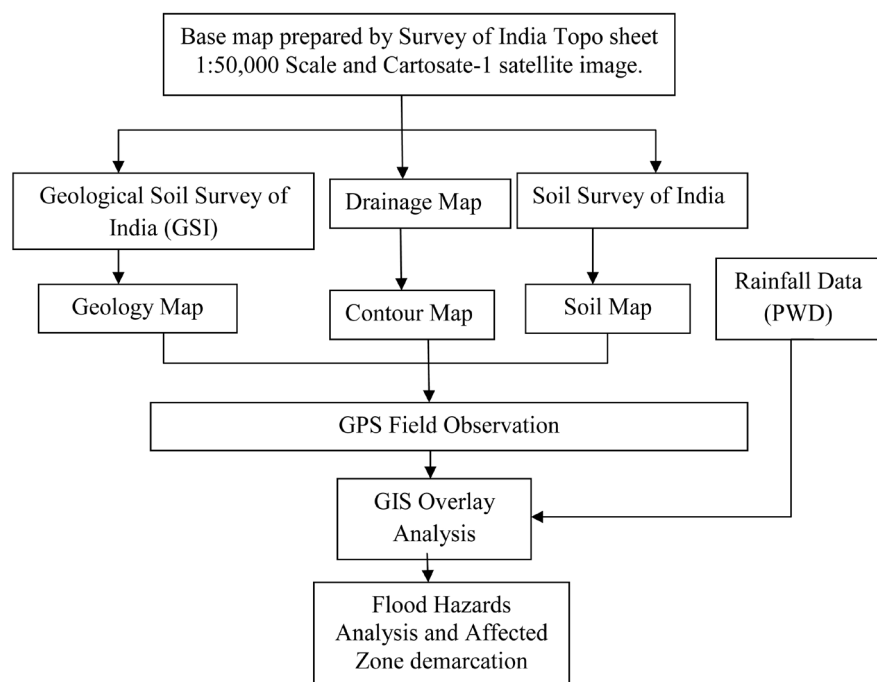 Base map prepared by Survey of India Topo sheet
1:50,000 Scale and Cartosate-1 satellite image.
Geological Soil Survey of
India (GSI)
Drainage Map
Soil Survey of India
Geology Map
Contour Map
Soil Map
Rainfall Data
(PWD)
GPS Field Observation
GIS Overlay
Analysis
Flood Hazards
Analysis and Affected
Zone demarcation